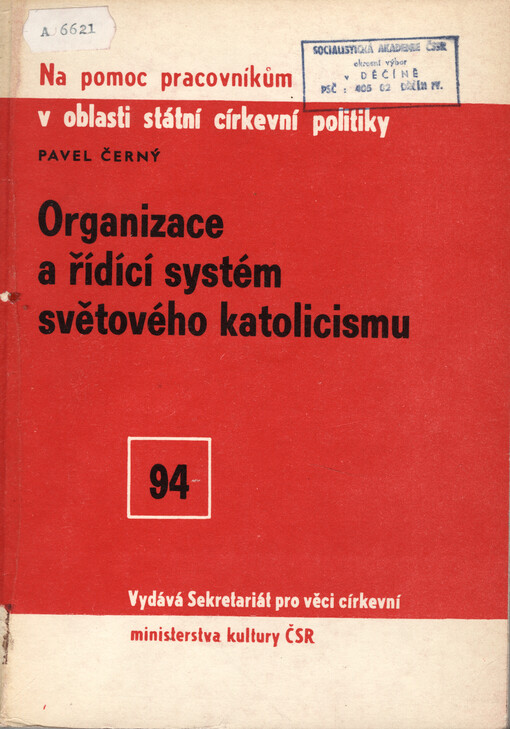 A 6621
SOCIALISTICKÁ AKADEMIE ČSSR
okresní výbor
v DĚČÍNĚ
PSČ : 405 02 DĚČÍN IV.
Na pomoc pracovníkům
v oblasti státní církevní politiky
PAVEL ČERNÝ
Organizace
a řídící systém
světového katolicismu
94
Vydává Sekretariát pro věci církevní
ministerstva kultury ČSR